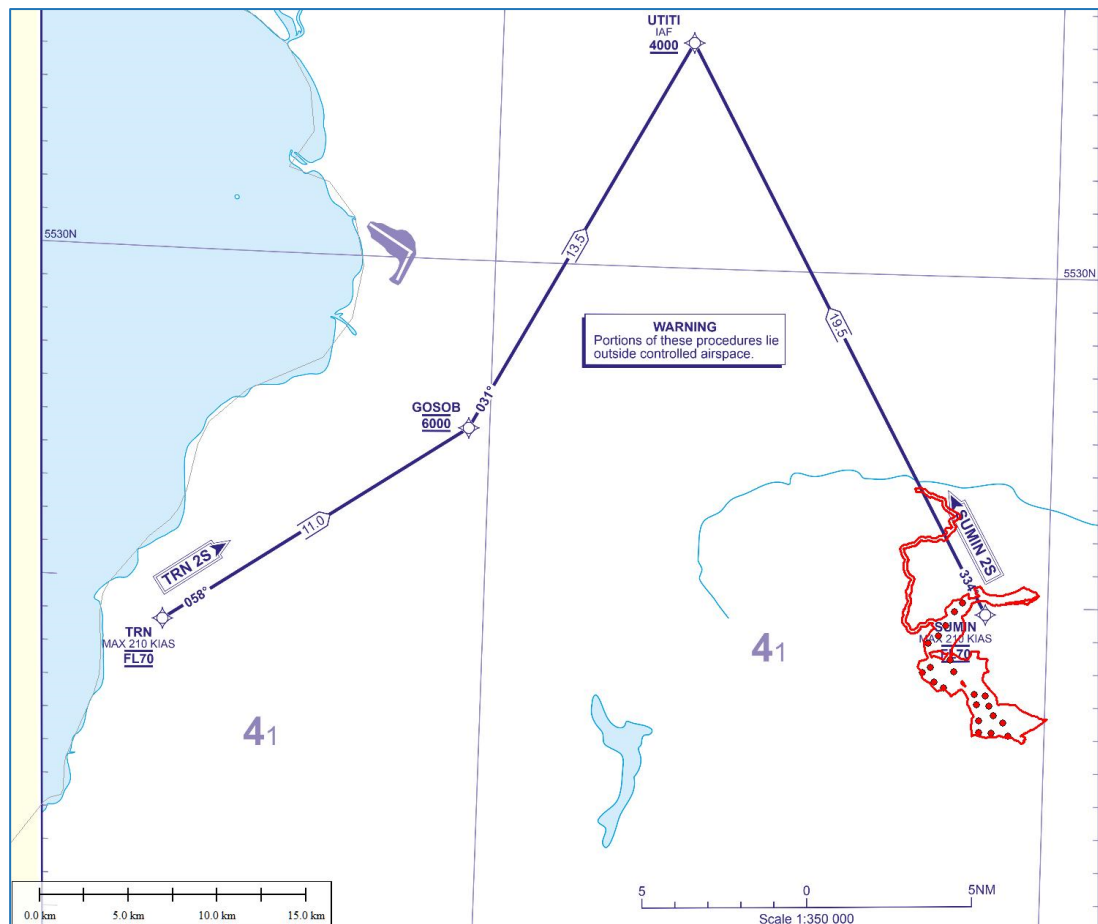 UTITI
IAF
4000
5530N
5530N
13.5
19.5
WARNING
Portions of these procedures lie
outside controlled airspace.
GOSOB
6000
031°
11.0
TRN 2S
058°
SUMIN 2S
334
TRN
MAX 210 KIAS
FL70
SUMIN
MAX 210 KIAS
FL70
41
41
5 0 5NM
Scale 1:350 000
0.0 km 5.0 km 10.0 km 15.0 km